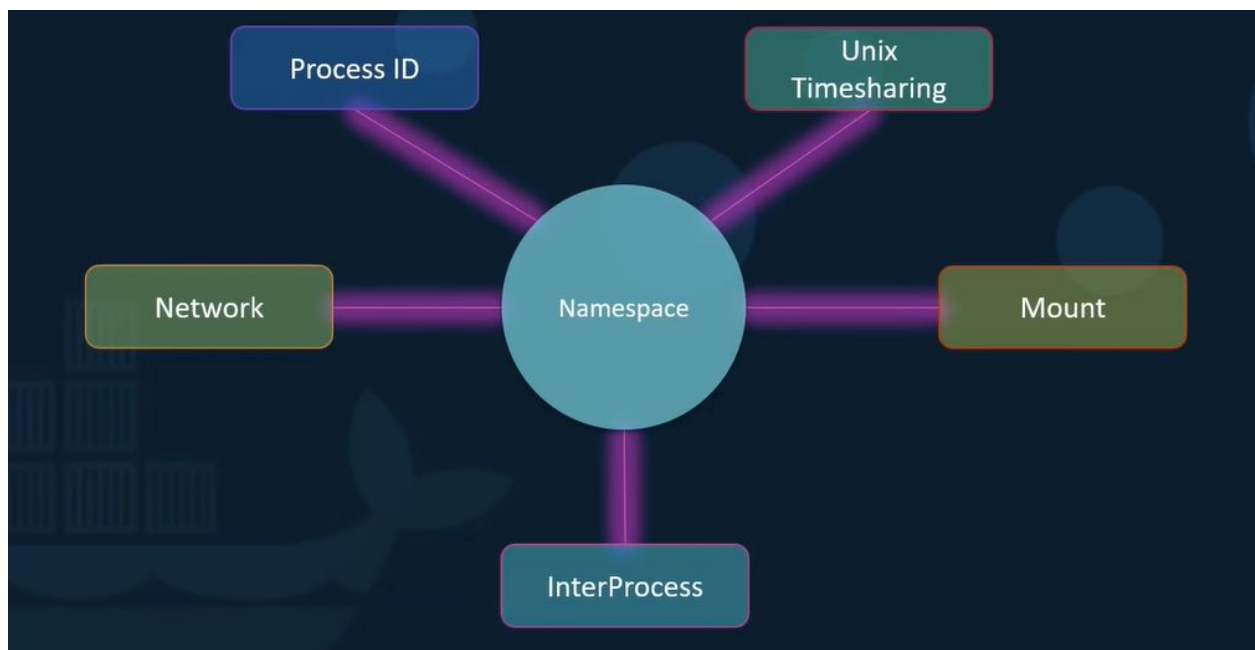 Process ID
Unix
Timesharing
Network
Namespace
Mount
InterProcess